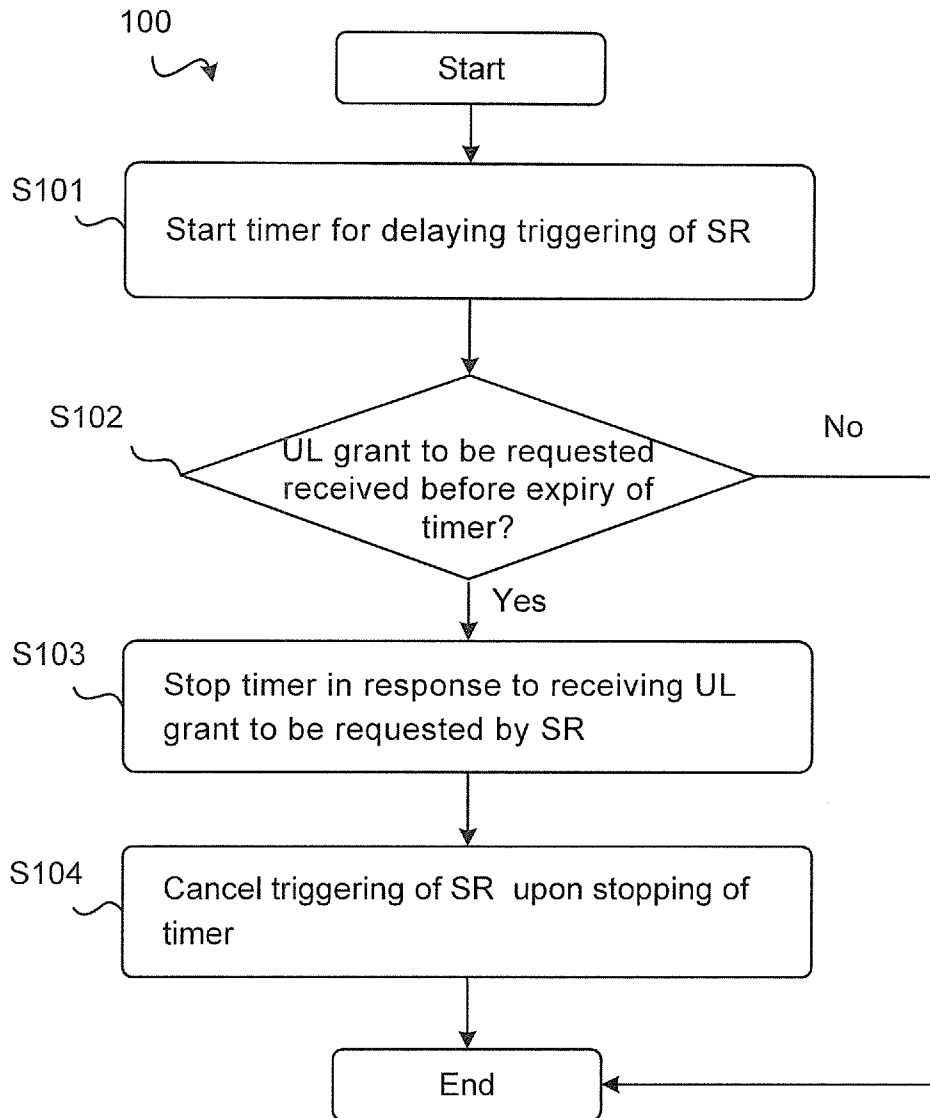 100
Start
S101
Start timer for delaying triggering of SR
S102
No
UL grant to be requested
received before expiry of
timer?
Yes
S103
Stop timer in response to receiving UL
grant to be requested by SR
S104
Cancel triggering of SR upon stopping of
timer
End